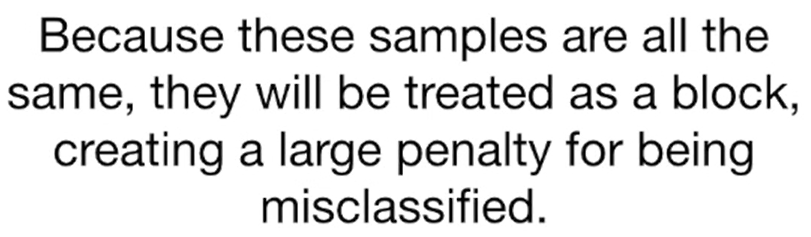 Because these samples are all the
same, they will be treated as a block,
creating a large penalty for being
misclassified.